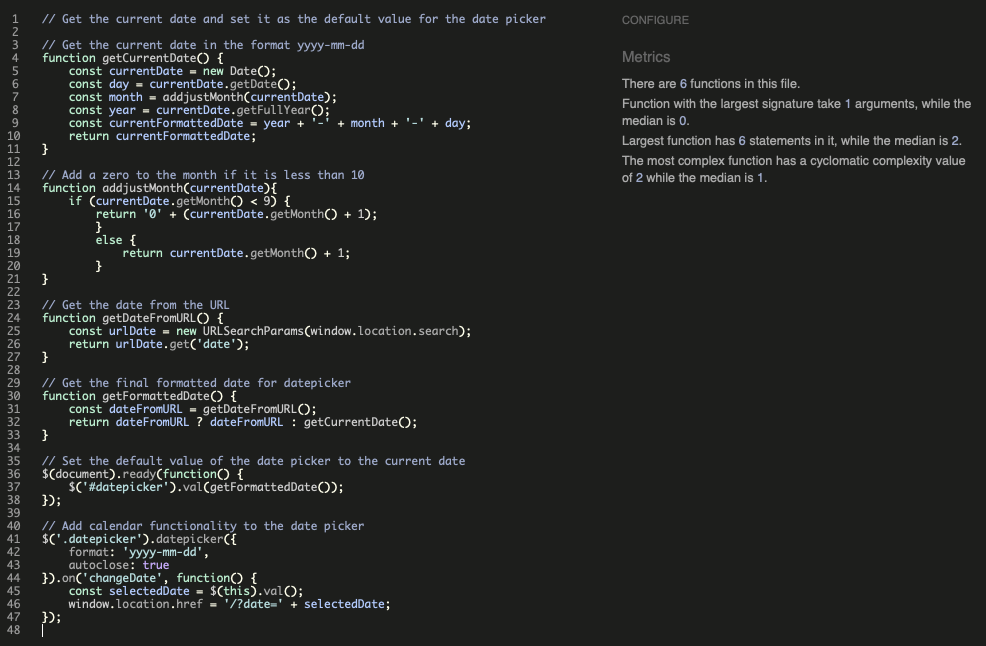 1 // Get the current date and set it as the default value for the date picker
2
3 // Get the current date in the format yyyy-mm-dd
4 function getCurrentDate() {
5     const currentDate = new Date();
6     const day = currentDate.getDate();
7     const month = addjustMonth(currentDate);
8     const year = currentDate.getFullYear();
9     const currentFormattedDate = year + '-' + month + '-' + day;
10     return currentFormattedDate;
11 }
12
13 // Add a zero to the month if it is less than 10
14 function addjustMonth(currentDate){
15     if (currentDate.getMonth() < 9) {
16         return '0' + (currentDate.getMonth() + 1);
17         }
18         else {
19             return currentDate.getMonth() + 1;
20         }
21 }
22
23 // Get the date from the URL
24 function getDateFromURL() {
25     const urlDate = new URLSearchParams(window.location.search);
26     return urlDate.get('date');
27 }
28
29 // Get the final formatted date for datepicker
30 function getFormattedDate() {
31     const dateFromURL = getDateFromURL();
32     return dateFromURL ? dateFromURL : getCurrentDate();
33 }
34
35 // Set the default value of the date picker to the current date
36 $(document).ready(function() {
37     $('#datepicker').val(getFormattedDate());
38 });
39
40 // Add calendar functionality to the date picker
41 $('.datepicker').datepicker({
42     format: 'yyyy-mm-dd',
43     autoclose: true
44 }).on('changeDate', function() {
45     const selectedDate = $(this).val();
46     window.location.href = '/?date=' + selectedDate;
47 });
48
CONFIGURE
Metrics
There are 6 functions in this file.
Function with the largest signature take 1 arguments, while the
median is 0.
Largest function has 6 statements in it, while the median is 2.
The most complex function has a cyclomatic complexity value
of 2 while the median is 1.